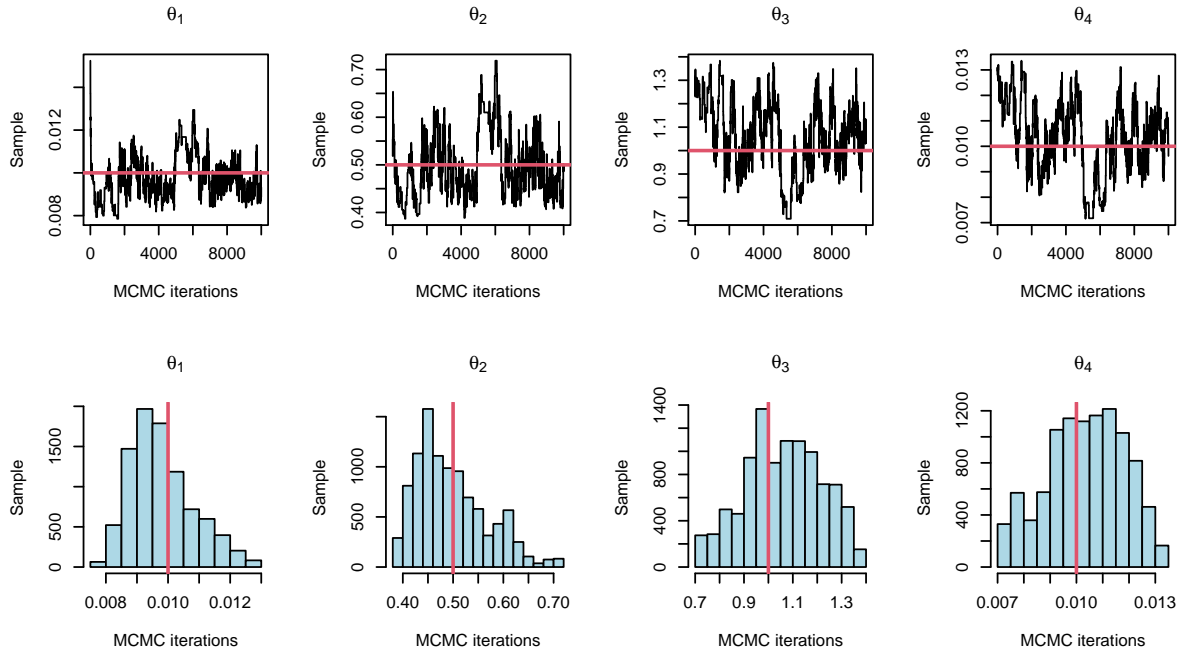 θ1 θ2 θ3 θ4
0.008 0.012
Sample
0 4000 8000
MCMC iterations
0.40 0.50 0.60 0.70
Sample
0 4000 8000
MCMC iterations
0.7 0.9 1.1 1.3
Sample
0 4000 8000
MCMC iterations
0.007 0.010 0.013
Sample
0 4000 8000
MCMC iterations
θ1 θ2 θ3 θ4
0 500 1500
Sample
0.008 0.010 0.012
MCMC iterations
0 500 1000
Sample
0.40 0.50 0.60 0.70
MCMC iterations
0 400 800 1400
Sample
0.7 0.9 1.1 1.3
MCMC iterations
0 400 800 1200
Sample
0.007 0.010 0.013
MCMC iterations